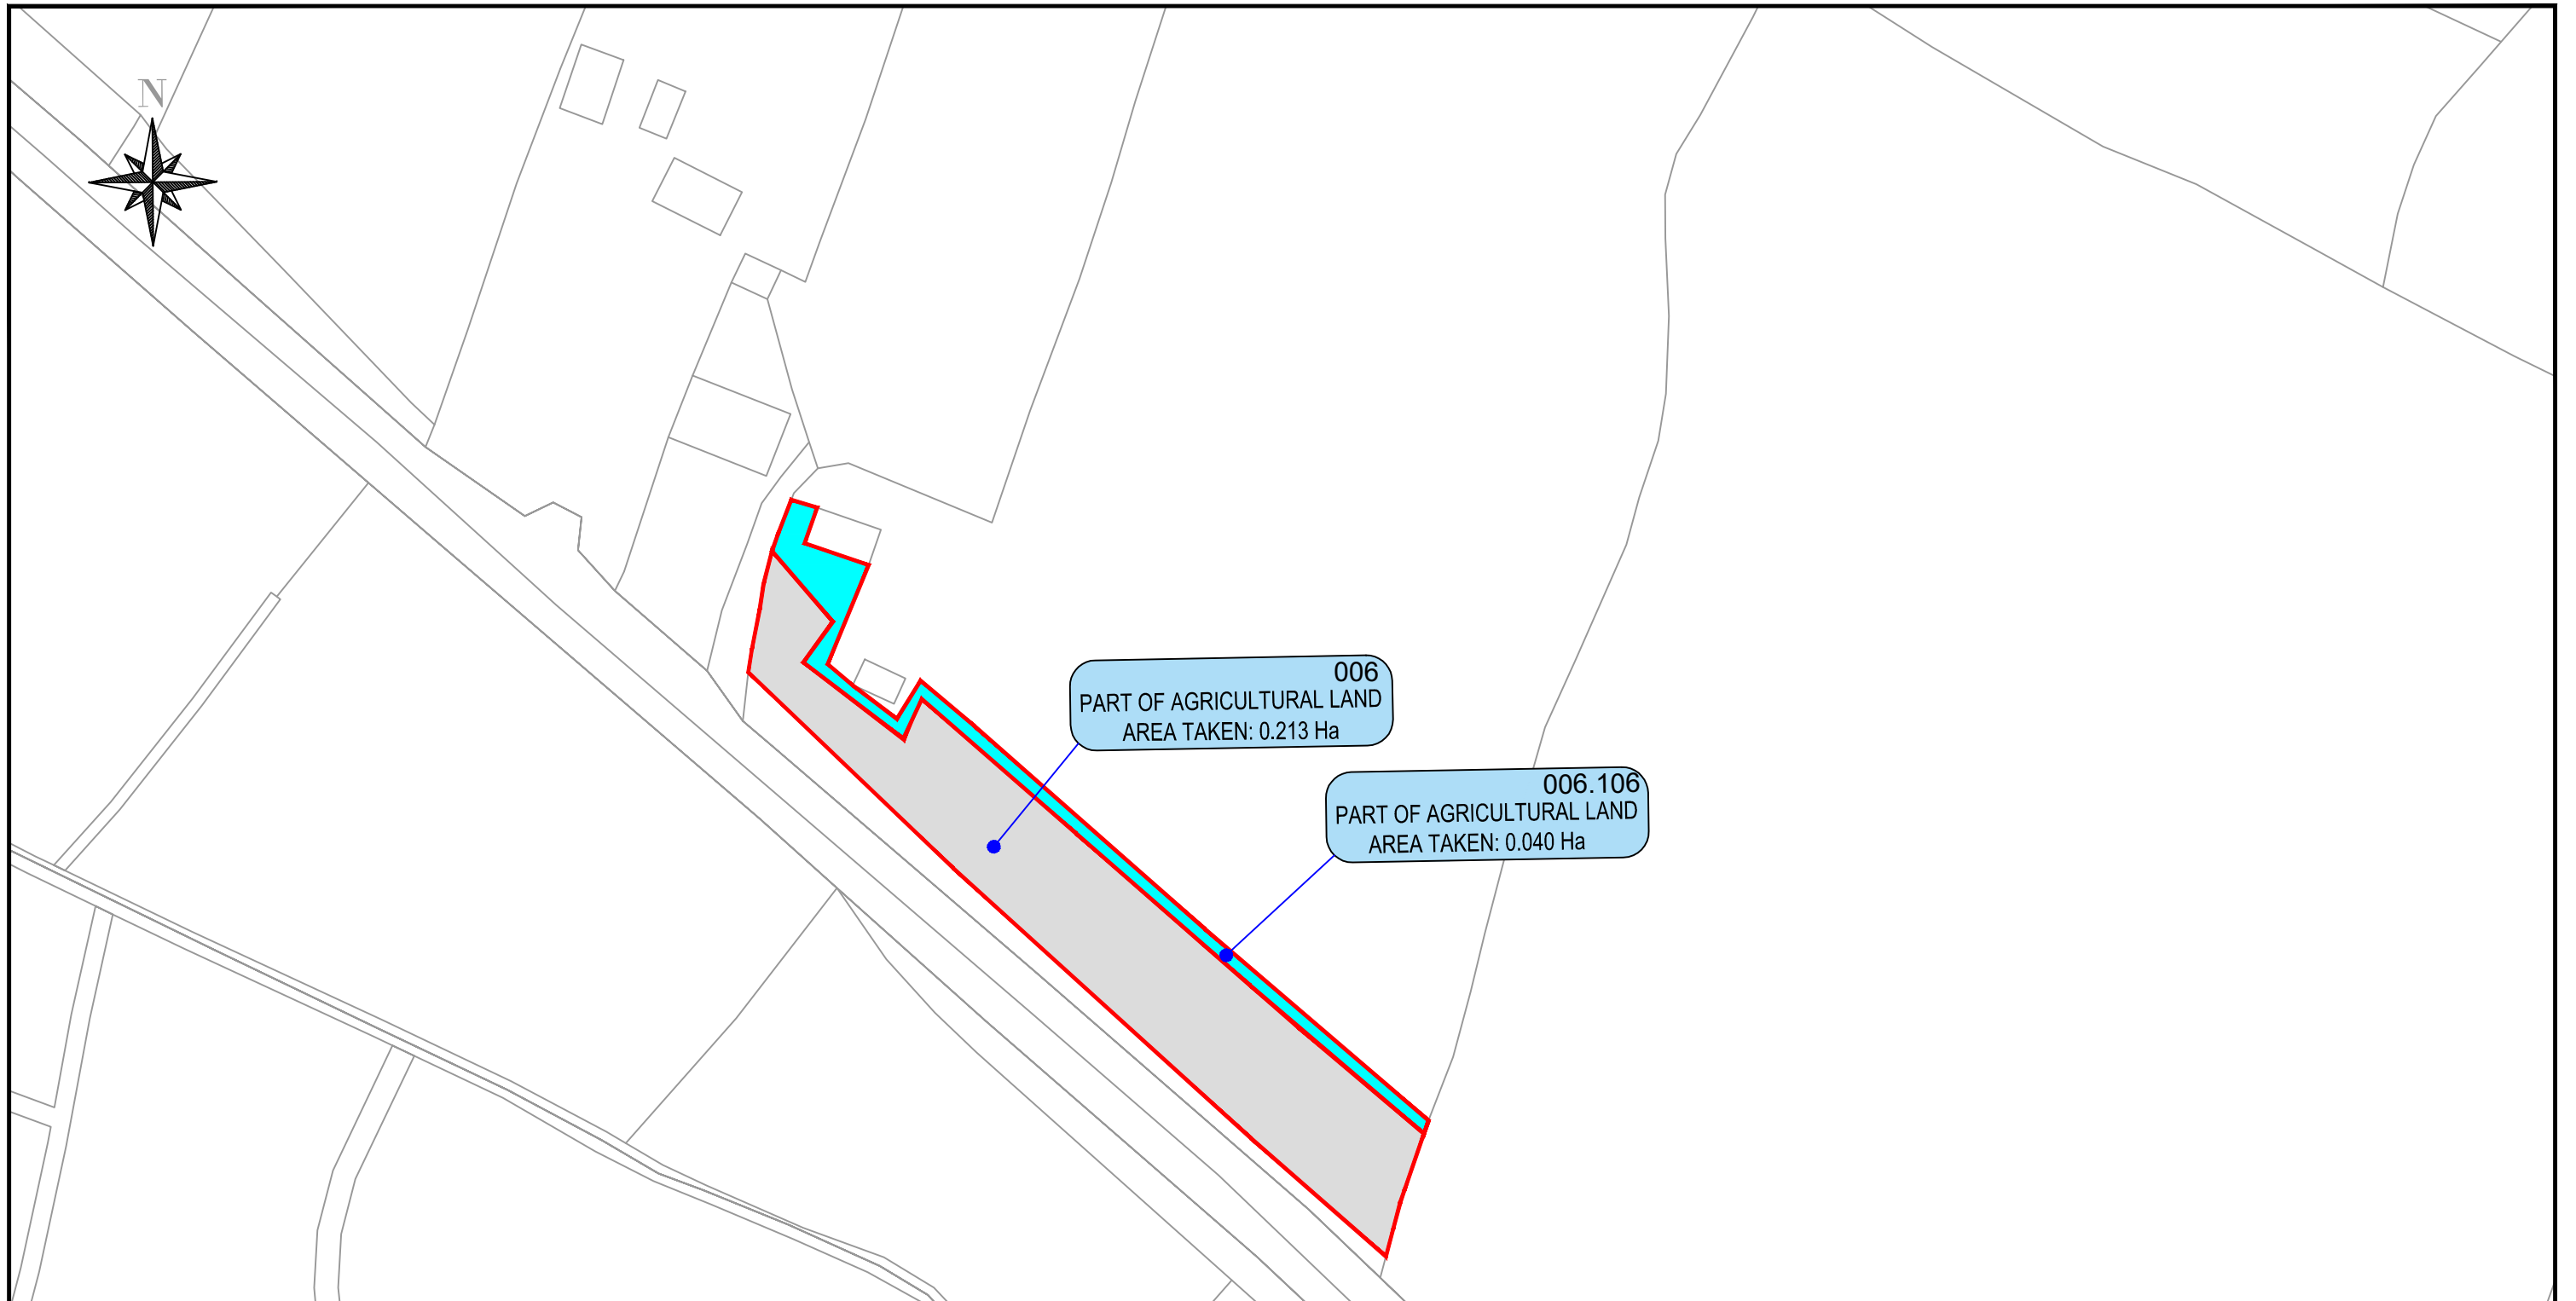 N
006
PART OF AGRICULTURAL LAND
AREA TAKEN: 0.213 Ha
006.106
PART OF AGRICULTURAL LAND
AREA TAKEN: 0.040 Ha